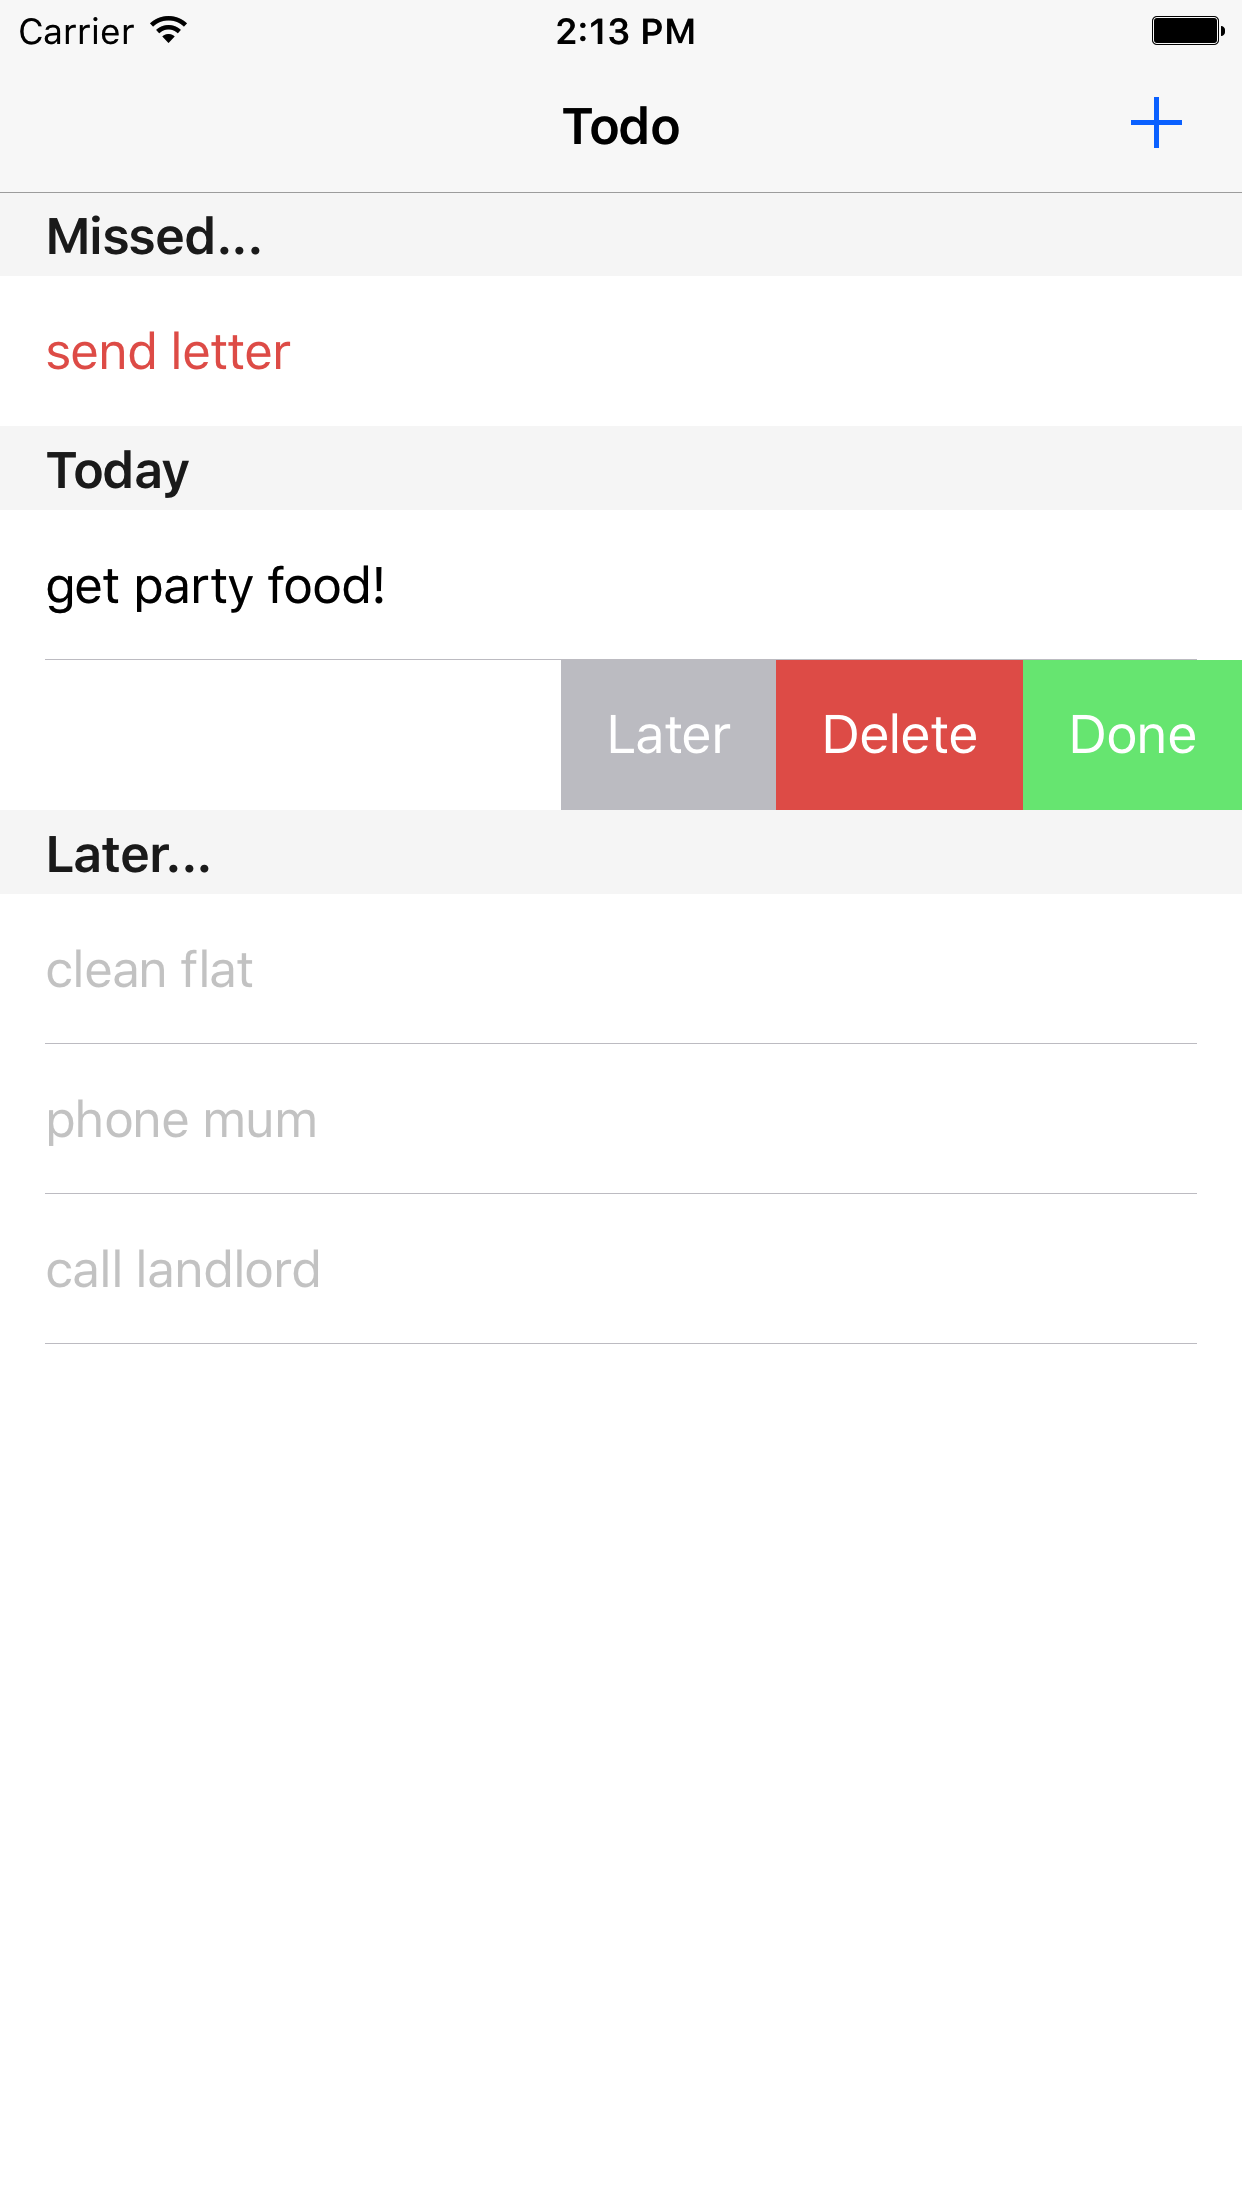 Carrier 2:13 PM
Todo
Missed...
send letter
Today
get party food!
Later Delete Done
Later...
clean flat
phone mum
call landlord